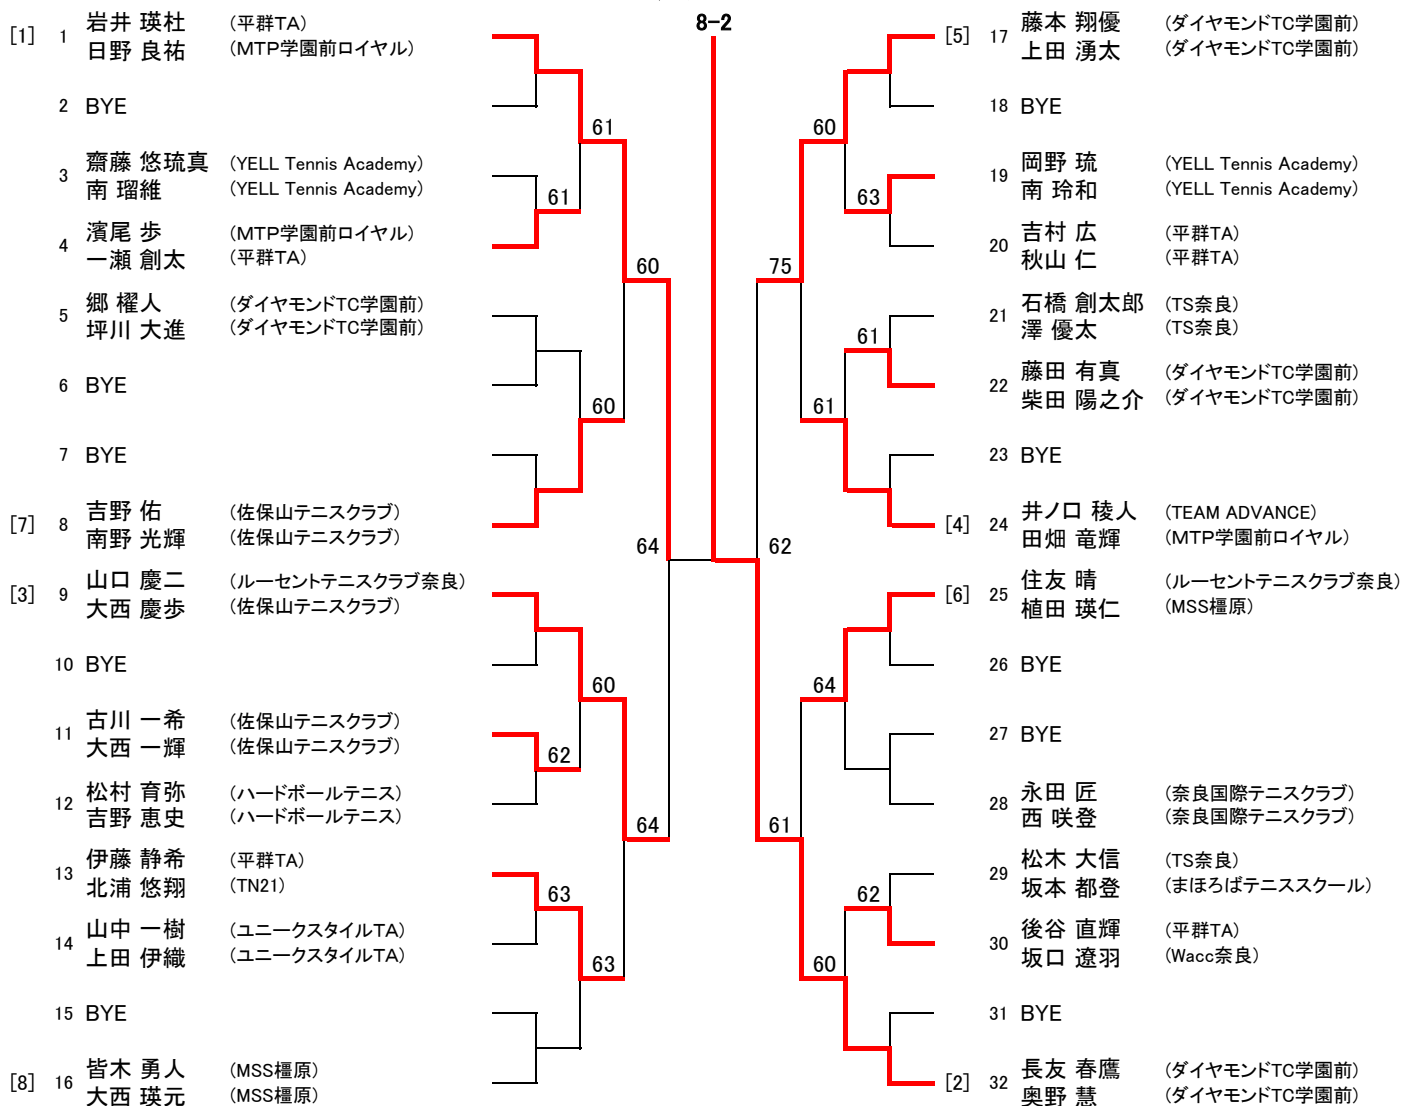 8-2
[1] 1 岩井 瑛杜 (平群TA)
日野 良祐 (MTP学園前ロイヤル)
2 BYE
61
3 齋藤 悠琉真 (YELL Tennis Academy)
南 瑠維 (YELL Tennis Academy)
61
4 濱尾 歩 (MTP学園前ロイヤル)
一瀬 創太 (平群TA)
60
5 郷 櫂人 (ダイヤモンドTC学園前)
坪川 大進 (ダイヤモンドTC学園前)
6 BYE
60
7 BYE
[7] 8 吉野 佑 (佐保山テニスクラブ)
南野 光輝 (佐保山テニスクラブ)
64
[3] 9 山口 慶二 (ルーセントテニスクラブ奈良)
大西 慶歩 (佐保山テニスクラブ)
10 BYE
60
11 古川 一希 (佐保山テニスクラブ)
大西 一輝 (佐保山テニスクラブ)
62
12 松村 育弥 (ハードボールテニス)
吉野 恵史 (ハードボールテニス)
64
13 伊藤 静希 (平群TA)
北浦 悠翔 (TN21)
63
14 山中 一樹 (ユニークスタイルTA)
上田 伊織 (ユニークスタイルTA)
63
15 BYE
[8] 16 皆木 勇人 (MSS橿原)
大西 瑛元 (MSS橿原)
[5] 17 藤本 翔優 (ダイヤモンドTC学園前)
上田 湧太 (ダイヤモンドTC学園前)
18 BYE
60
19 岡野 琉 (YELL Tennis Academy)
南 玲和 (YELL Tennis Academy)
63
20 吉村 広 (平群TA)
秋山 仁 (平群TA)
75
21 石橋 創太郎 (TS奈良)
澤 優太 (TS奈良)
61
22 藤田 有真 (ダイヤモンドTC学園前)
柴田 陽之介 (ダイヤモンドTC学園前)
61
23 BYE
[4] 24 井ノ口 稜人 (TEAM ADVANCE)
田畑 竜輝 (MTP学園前ロイヤル)
62
[6] 25 住友 晴 (ルーセントテニスクラブ奈良)
植田 瑛仁 (MSS橿原)
26 BYE
64
27 BYE
28 永田 匠 (奈良国際テニスクラブ)
西 咲登 (奈良国際テニスクラブ)
61
29 松木 大信 (TS奈良)
坂本 都登 (まほろばテニススクール)
62
30 後谷 直輝 (平群TA)
坂口 遼羽 (Wacc奈良)
60
31 BYE
[2] 32 長友 春鷹 (ダイヤモンドTC学園前)
奥野 慧 (ダイヤモンドTC学園前)